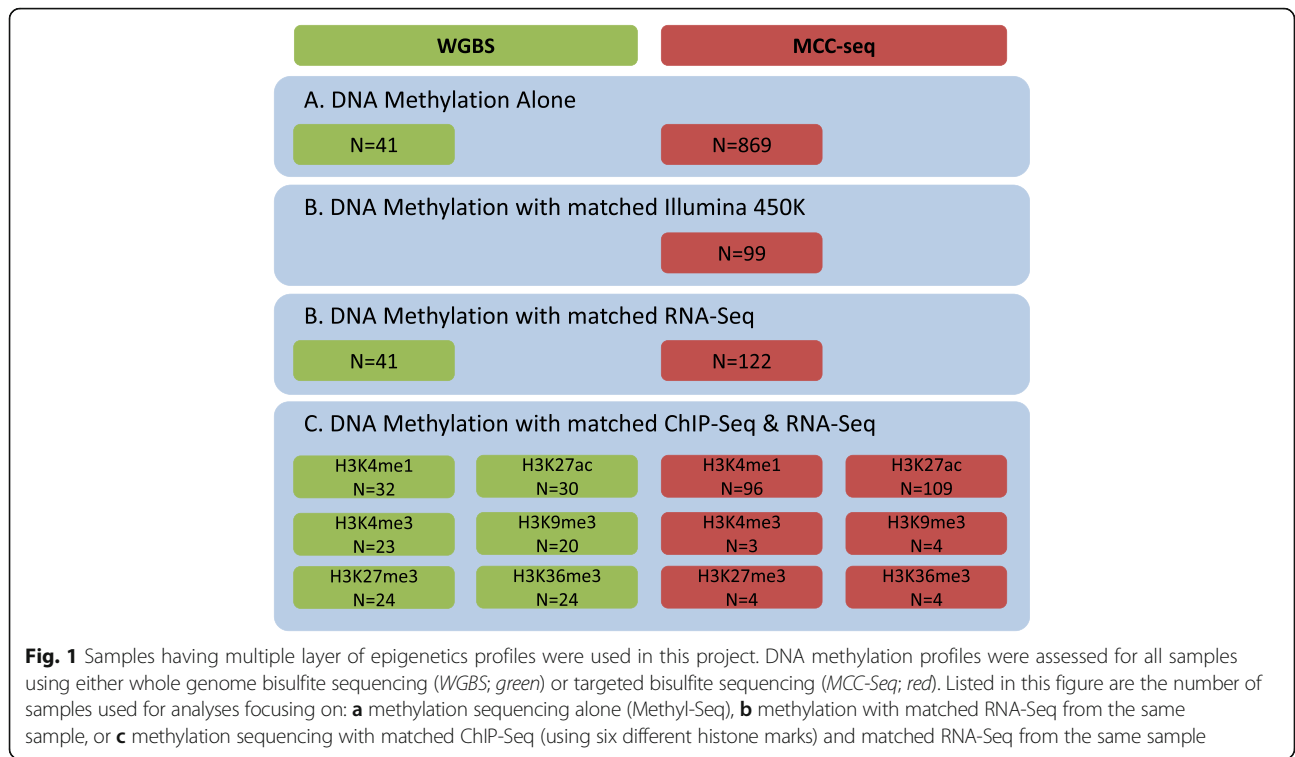 WGBS MCC-seq
A. DNA Methylation Alone
N=41 N=869
B. DNA Methylation with matched Illumina 450K
N=99
B. DNA Methylation with matched RNA-Seq
N=41 N=122
C. DNA Methylation with matched ChIP-Seq & RNA-Seq
H3K4me1 H3K27ac H3K4me1 H3K27ac
N=32 N=30 N=96 N=109
H3K4me3 H3K9me3 H3K4me3 H3K9me3
N=23 N=20 N=3 N=4
H3K27me3 H3K36me3 H3K27me3 H3K36me3
N=24 N=24 N=4 N=4
Fig. 1 Samples having multiple layer of epigenetics profiles were used in this project. DNA methylation profiles were assessed for all samples
using either whole genome bisulfite sequencing (WGBS; green) or targeted bisulfite sequencing (MCC-Seq; red). Listed in this figure are the number of
samples used for analyses focusing on: a methylation sequencing alone (Methyl-Seq), b methylation with matched RNA-Seq from the same
sample, or c methylation sequencing with matched ChIP-Seq (using six different histone marks) and matched RNA-Seq from the same sample